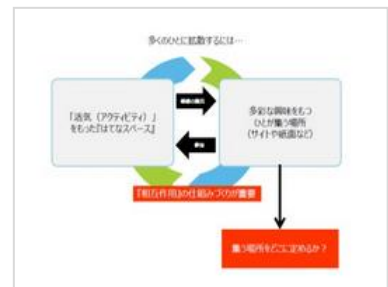 多くのひとに拡散するには…
「活気（アクティビティ）」
をもった『はてなスペース』
多彩な興味をもつ
ひとが集う場所
（サイトや紙面など）
参加
『相互作用』の仕組みづくりが重要
集う場所をどこに定めるか？